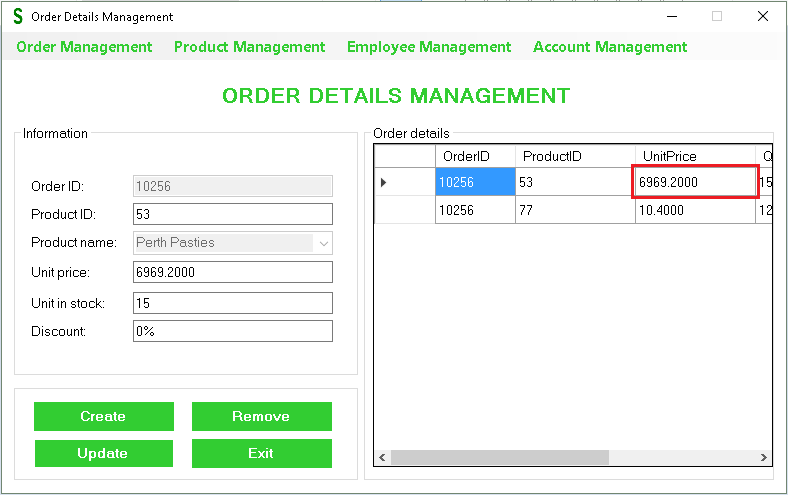 S Order Details Management
Order Management Product Management Employee Management Account Management
ORDER DETAILS MANAGEMENT
Information
Order ID: 10256
Product ID: 53
Product name: Perth Pasties
Unit price: 6969.2000
Unit in stock: 15
Discount: 0%
Create Remove
Update Exit
Order details
OrderID ProductID UnitPrice Q
10256 53 6969.2000 15
10256 77 10.4000 12